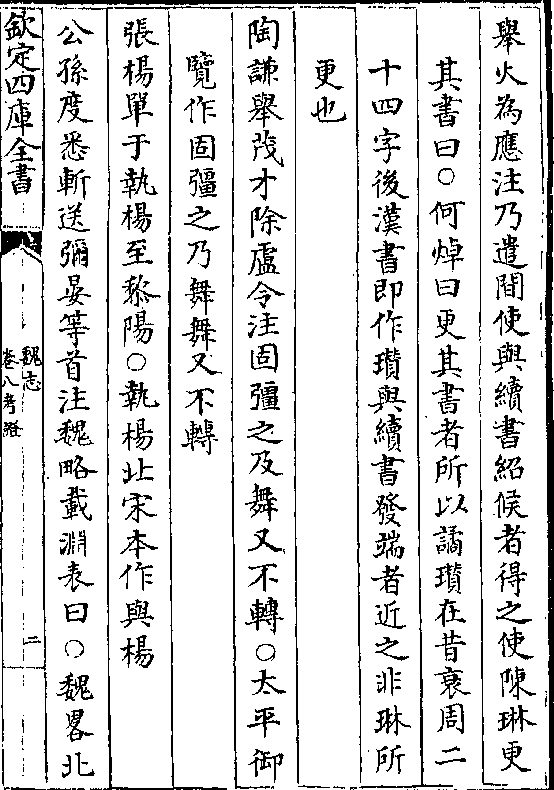 舉火為應注乃遣間使與續書紹侯者得之使陳琳更
其書曰○何焯曰更其書者所以譎瓚在昔衰周二
十四字後漢書即作瓚與續書發端者近之非琳所
更也
陶謙舉茂才除盧令注固彊之及舞又不轉○太平御
覽作固彊之乃舞舞又不轉
張楊單于執楊至黎陽○執楊北宋本作與楊
公孫度悉斬送彌晏等首注魏略載淵表曰○魏畧北
欽定四庫全書
魏志
卷八考證
二